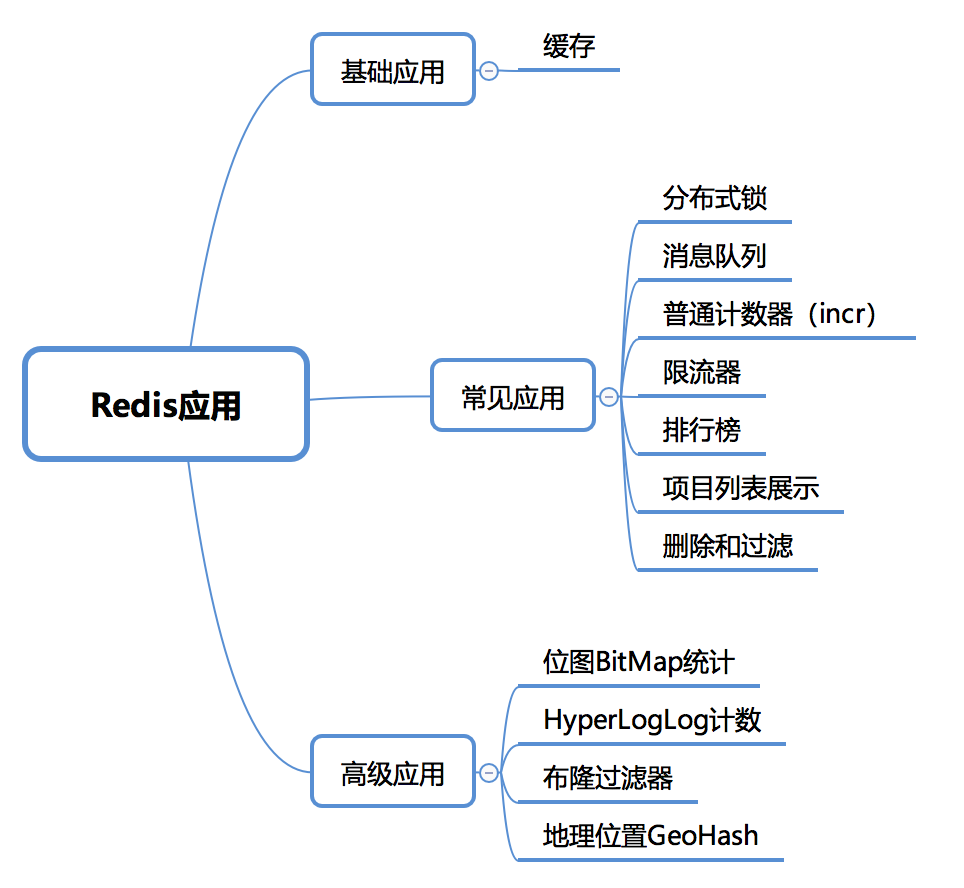 基础应用
缓存
分布式锁
消息队列
普通计数器（incr）
限流器
Redis应用
常见应用
排行榜
项目列表展示
删除和过滤
位图BitMap统计
HyperLogLog计数
高级应用
布隆过滤器
地理位置GeoHash